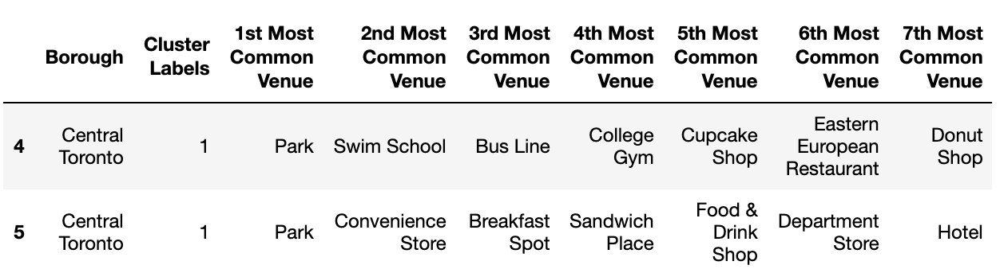 Borough Cluster Labels 1st Most Common Venue 2nd Most Common Venue 3rd Most Common Venue 4th Most Common Venue 5th Most Common Venue 6th Most Common Venue 7th Most Common Venue
4 Central Toronto 1 Park Swim School Bus Line College Gym Cupcake Shop Eastern European Restaurant Donut Shop
5 Central Toronto 1 Park Convenience Store Breakfast Spot Sandwich Place Food & Drink Shop Department Store Hotel